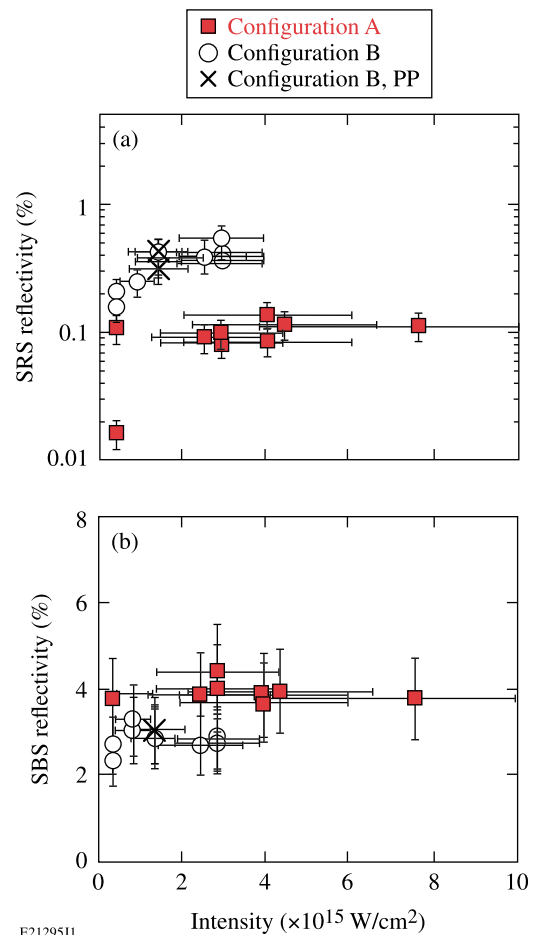 Configuration A
Configuration B
Configuration B, PP
(a)
1
0.1
0.01
SRS reflectivity (%)
(b)
8
6
4
2
0
SBS reflectivity (%)
0 2 4 6 8 10
Intensity (×10¹⁵ W/cm²)
E21295J1